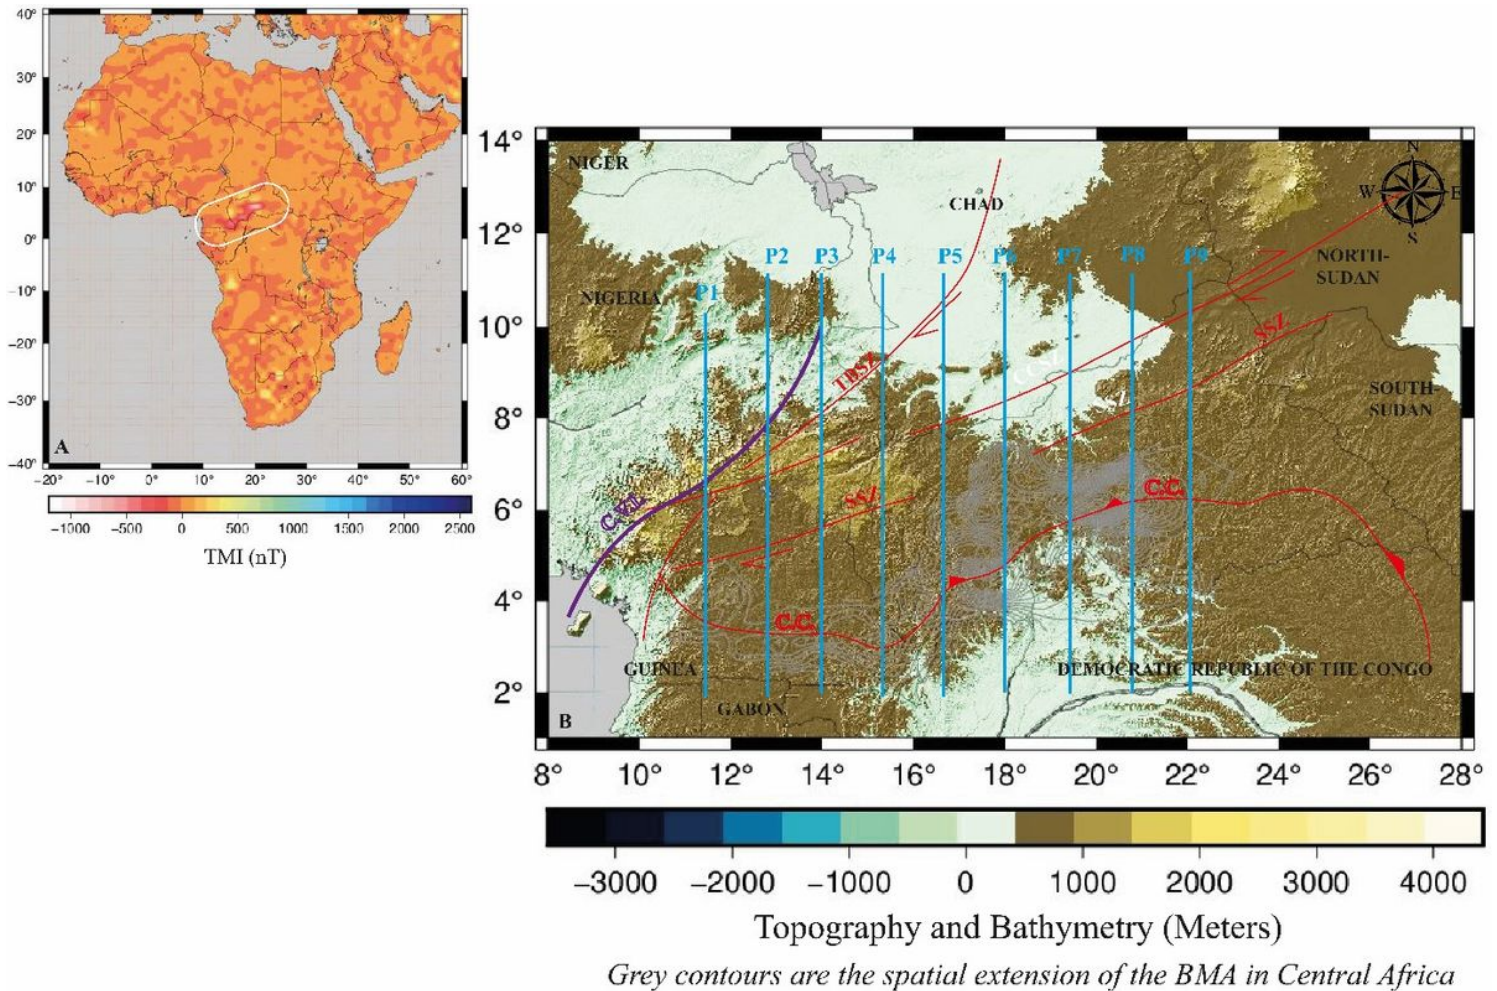 40°
30°
20°
10°
0°
−10°
−20°
−30°
−40°
A
−20° −10° 0° 10° 20° 30° 40° 50° 60°
−1000 −500 0 500 1000 1500 2000 2500
TMI (nT)
14°
12°
10°
8°
6°
4°
2°
NIGER
CHAD
N
W E
S
NORTH-
SUDAN
NIGERIA
P1 P2 P3 P4 P5 P6 P7 P8 P9
TBSZ
SSZ
SOUTH-
SUDAN
C.V.L
SSZ
C.C.
C.C.
GUINEA
DEMOCRATIC REPUBLIC OF THE CONGO
GABON
B
8° 10° 12° 14° 16° 18° 20° 22° 24° 26° 28°
−3000 −2000 −1000 0 1000 2000 3000 4000
Topography and Bathymetry (Meters)
Grey contours are the spatial extension of the BMA in Central Africa